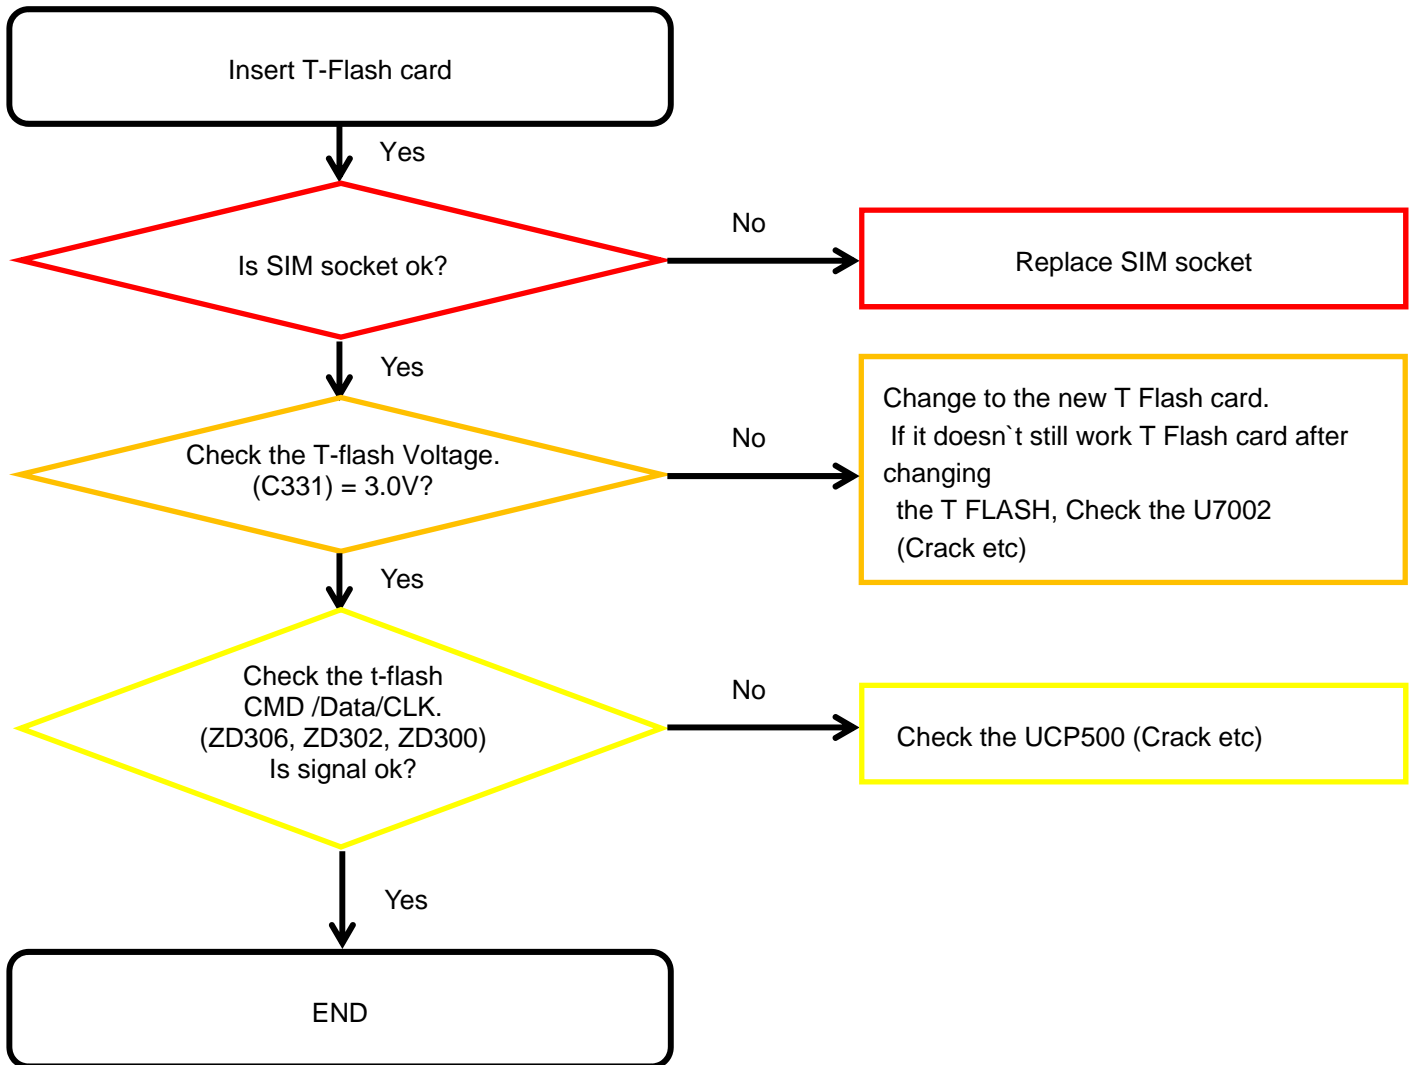 Insert T-Flash card
Yes
Is SIM socket ok?
No
Replace SIM socket
Yes
Check the T-flash Voltage.
(C331) = 3.0V?
No
Change to the new T Flash card.
If it doesn`t still work T Flash card after
changing
the T FLASH, Check the U7002
(Crack etc)
Yes
Check the t-flash
CMD /Data/CLK.
(ZD306, ZD302, ZD300)
Is signal ok?
No
Check the UCP500 (Crack etc)
Yes
END